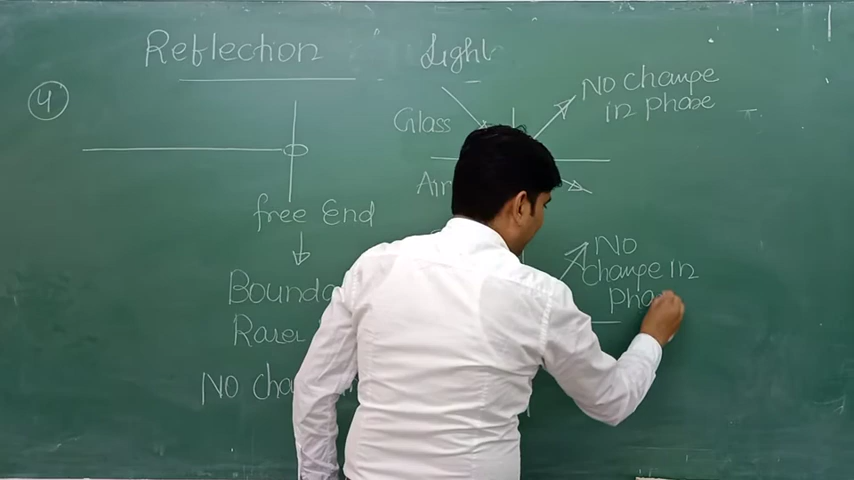 Reflection
Light
4
No change
in phase
Glass
Air
free End
No
change in
Bounda
Pha
Rarer
No cha